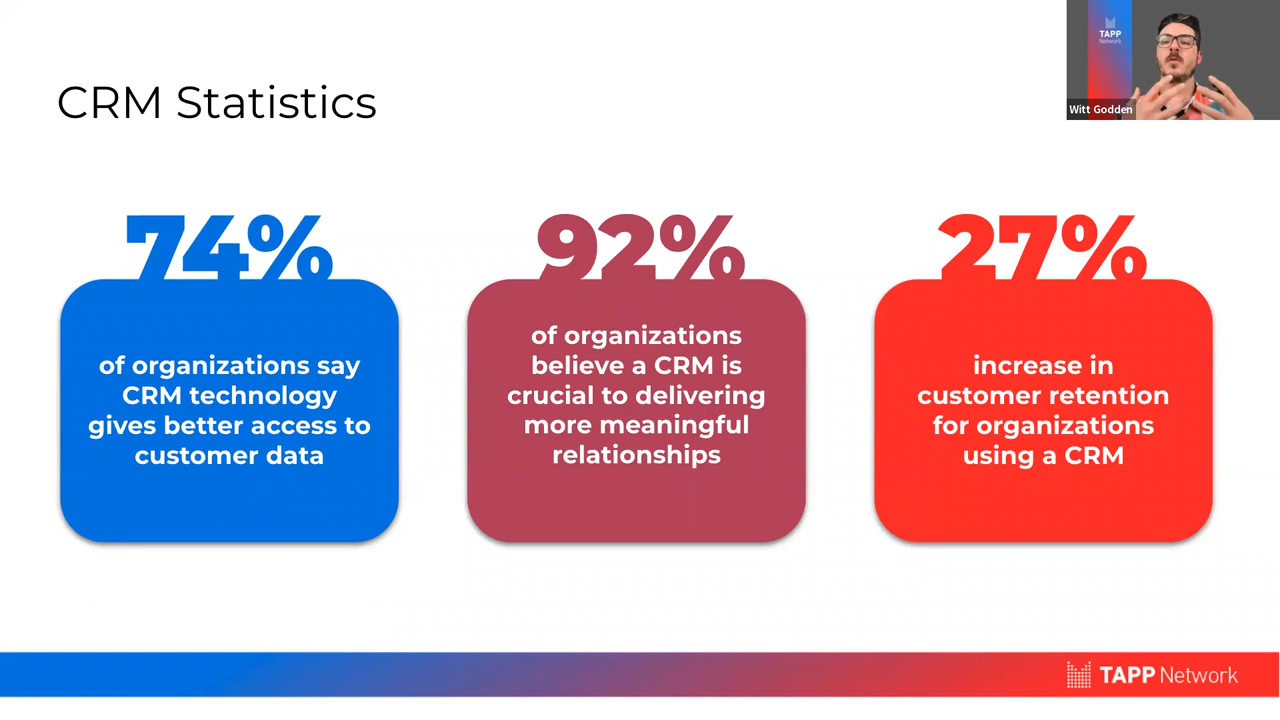 TAPP
Network
Witt Godden
CRM Statistics
74%
of organizations say
CRM technology
gives better access to
customer data
92%
of organizations
believe a CRM is
crucial to delivering
more meaningful
relationships
27%
increase in
customer retention
for organizations
using a CRM
TAPP Network